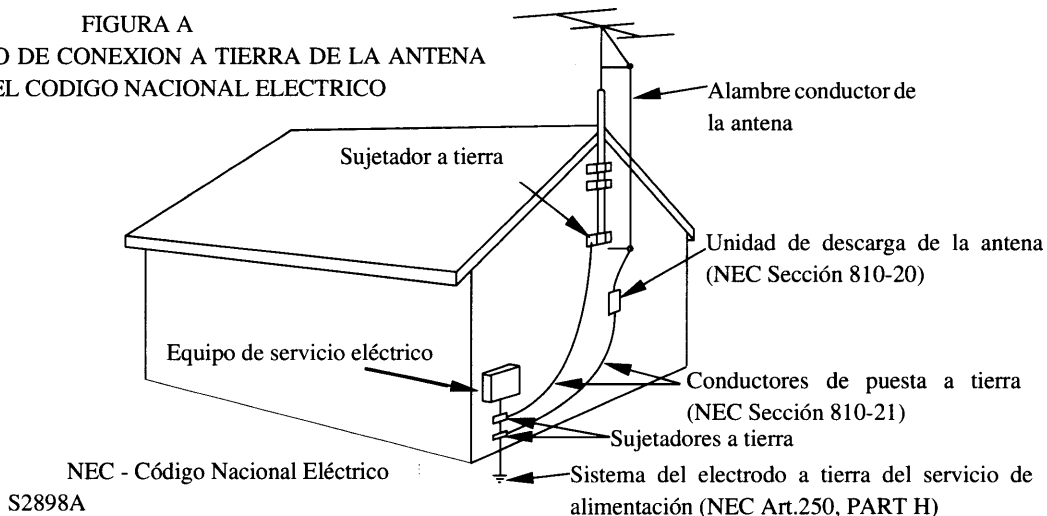 FIGURA A
O DE CONEXION A TIERRA DE LA ANTENA
EL CODIGO NACIONAL ELECTRICO
Alambre conductor de
la antena
Sujetador a tierra
Unidad de descarga de la antena
(NEC Sección 810-20)
Equipo de servicio eléctrico
Conductores de puesta a tierra
(NEC Sección 810-21)
Sujetadores a tierra
NEC - Código Nacional Eléctrico
Sistema del electrodo a tierra del servicio de
alimentación (NEC Art.250, PART H)
S2898A